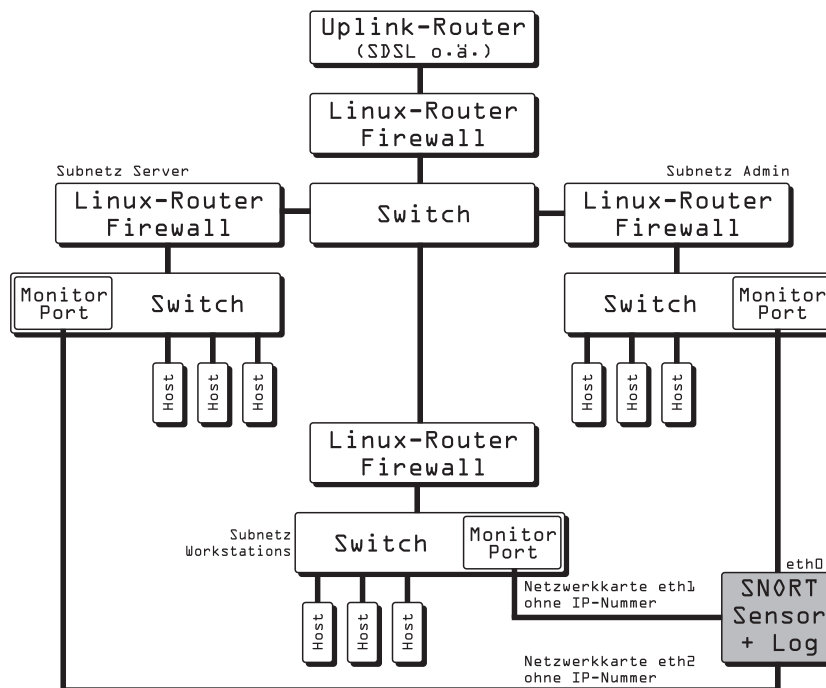 Uplink-Router
(SDSL o.ä.)
Linux-Router
Firewall
Subnetz Server
Subnetz Admin
Linux-Router
Firewall
Switch
Linux-Router
Firewall
Monitor
Port
Switch
Switch
Monitor
Port
Host
Host
Host
Host
Host
Host
Linux-Router
Firewall
Subnetz
Workstations
Switch
Monitor
Port
eth0
Netzwerkkarte eth1
ohne IP-Nummer
SNORT
Sensor
+ Log
Host
Host
Host
Netzwerkkarte eth2
ohne IP-Nummer